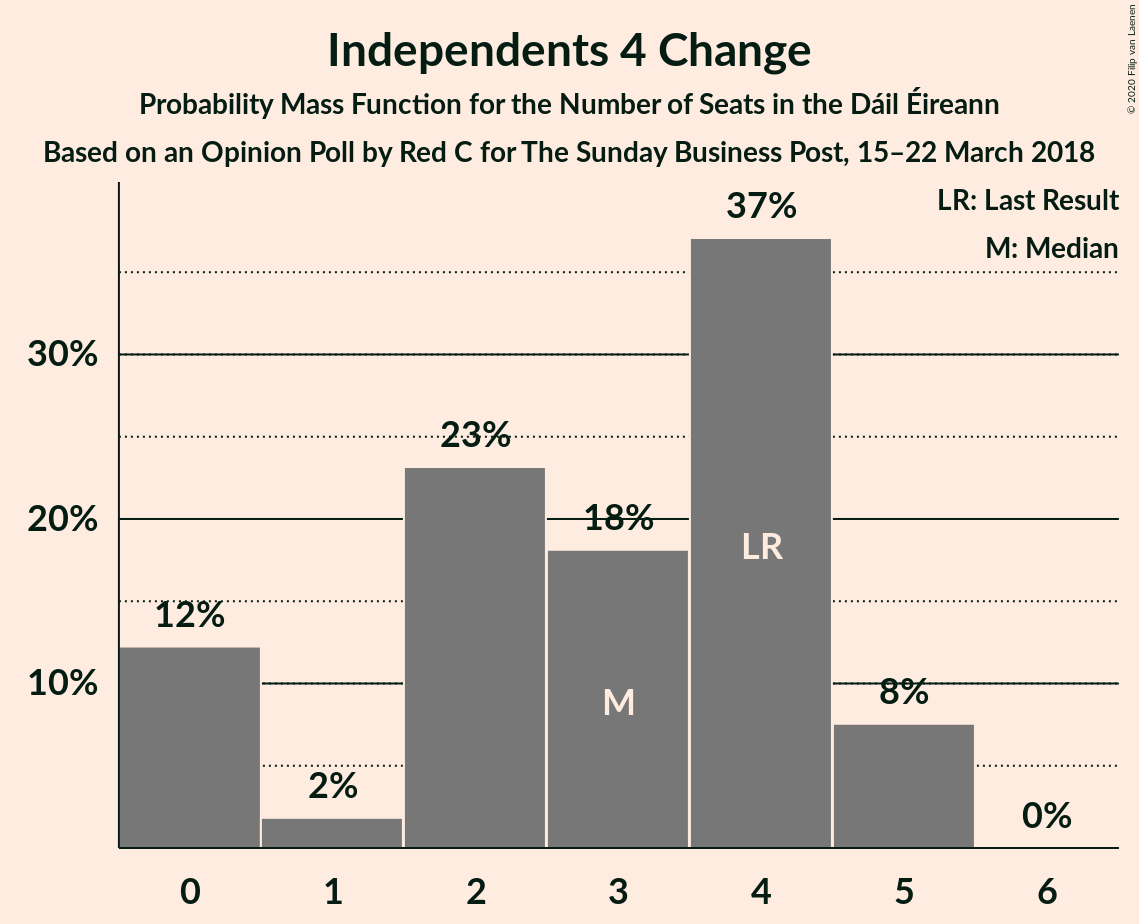 Independents 4 Change
Probability Mass Function for the Number of Seats in the Dáil Éireann
Based on an Opinion Poll by Red C for The Sunday Business Post, 15–22 March 2018
© 2020 Filip van Laenen
LR: Last Result
M: Median
37%
30%
23%
20%
18%
LR
12%
10%
8%
M
2%
0%
0 1 2 3 4 5 6